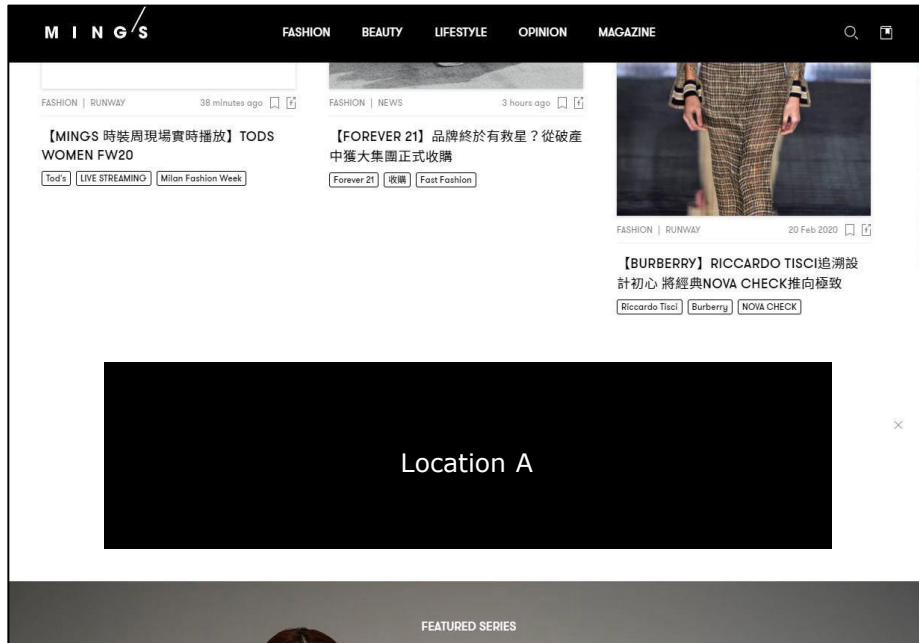 MING'S
FASHION BEAUTY LIFESTYLE OPINION MAGAZINE
FASHION | RUNWAY 38 minutes ago
【MINGS 時裝周現場實時播放】TODS
WOMEN FW20
Tod's LIVE STREAMING Milan Fashion Week
FASHION | NEWS 3 hours ago
【FOREVER 21】品牌終於有救星？從破產
中獲大集團正式收購
Forever 21 收購 Fast Fashion
FASHION | RUNWAY 20 Feb 2020
【BURBERRY】RICCARDO TISCI追溯設
計初心 將經典NOVA CHECK推向極致
Riccardo Tisci Burberry NOVA CHECK
Location A
FEATURED SERIES